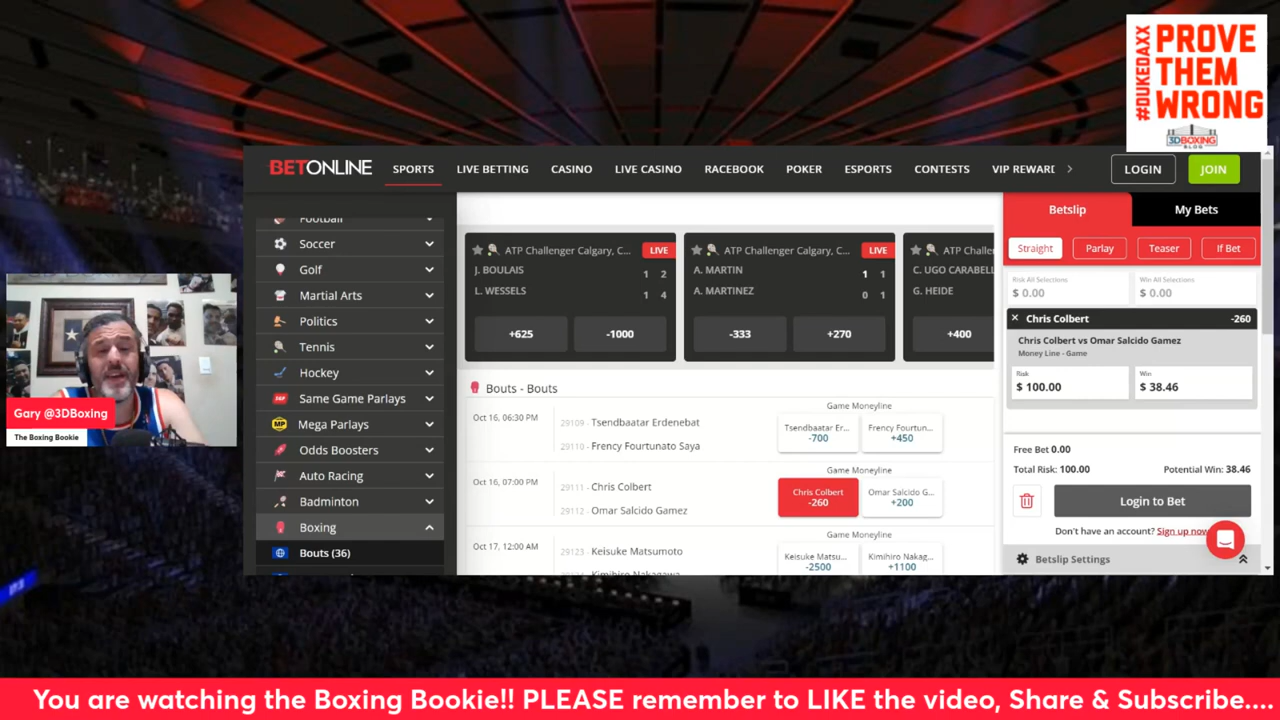 #DUKEDAXX
PROVE
THEM
WRONG
3DBOXING
BLOG
BETONLINE
SPORTS
LIVE BETTING
CASINO
LIVE CASINO
RACEBOOK
POKER
ESPORTS
CONTESTS
VIP REWARD
LOGIN
JOIN
Football
Soccer
Golf
Martial Arts
Politics
Tennis
Hockey
SGP Same Game Parlays
MP Mega Parlays
Odds Boosters
Auto Racing
Badminton
Boxing
Bouts (36)
ATP Challenger Calgary, C... LIVE
J. BOULAIS 1 2
L. WESSELS 1 4
+625 -1000
ATP Challenger Calgary, C... LIVE
A. MARTIN 1 1
A. MARTINEZ 0 1
-333 +270
ATP Challen
C. UGO CARABELL
G. HEIDE
+400
Bouts - Bouts
Game Moneyline
Oct 16, 06:30 PM
29109 - Tsendbaatar Erdenebat
29110 - Frency Fourtunato Saya
Tsendbaatar Er... Frency Fourtun...
-700 +450
Game Moneyline
Oct 16, 07:00 PM
29111 - Chris Colbert
29112 - Omar Salcido Gamez
Chris Colbert Omar Salcido G...
-260 +200
Game Moneyline
Oct 17, 12:00 AM
29123 - Keisuke Matsumoto
Kimihiro Nakagawa
Keisuke Matsu... Kimihiro Nakag...
-2500 +1100
Betslip My Bets
Straight Parlay Teaser If Bet
Risk All Selections Win All Selections
$ 0.00 $ 0.00
Chris Colbert -260
Chris Colbert vs Omar Salcido Gamez
Money Line - Game
Risk Win
$ 100.00 $ 38.46
Free Bet 0.00
Total Risk: 100.00 Potential Win: 38.46
Login to Bet
Don't have an account? Sign up now
Betslip Settings
Gary @3DBoxing
The Boxing Bookie
You are watching the Boxing Bookie!! PLEASE remember to LIKE the video, Share & Subscribe....